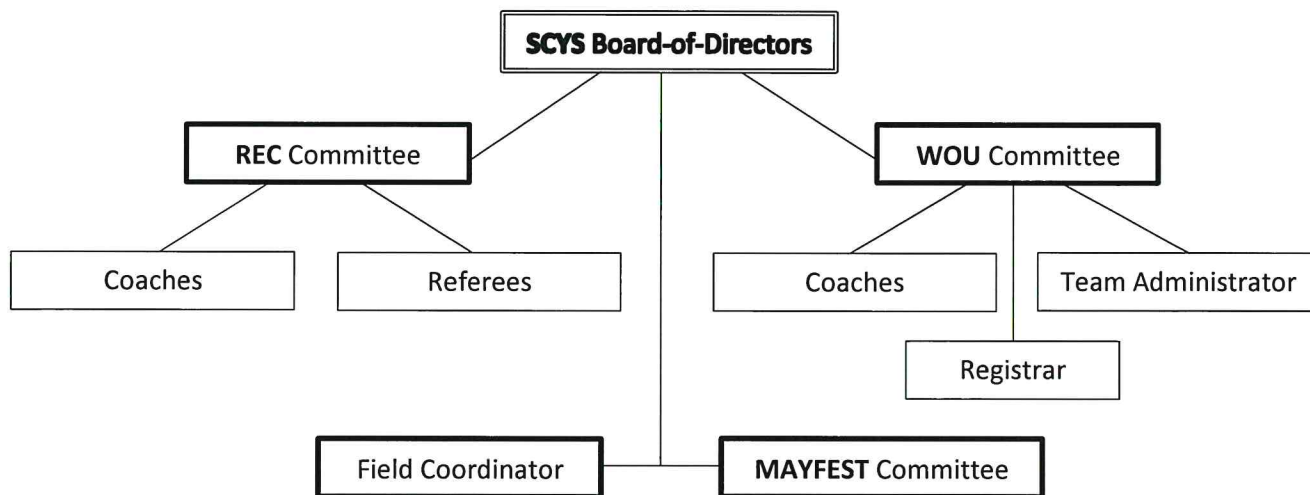 SCYS Board-of-Directors
REC Committee
WOU Committee
Coaches
Referees
Coaches
Team Administrator
Registrar
Field Coordinator
MAYFEST Committee